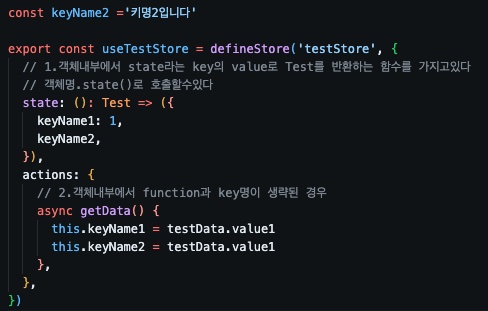 const keyName2 ='키명2입니다'
export const useTestStore = defineStore('testStore', {
// 1.객체내부에서 state라는 key의 value로 Test를 반환하는 함수를 가지고있다
// 객체명.state()로 호출할수있다
state: (): Test => ({
keyName1: 1,
keyName2,
}),
actions: {
// 2.객체내부에서 function과 key명이 생략된 경우
async getData() {
this.keyName1 = testData.value1
this.keyName2 = testData.value1
},
},
})